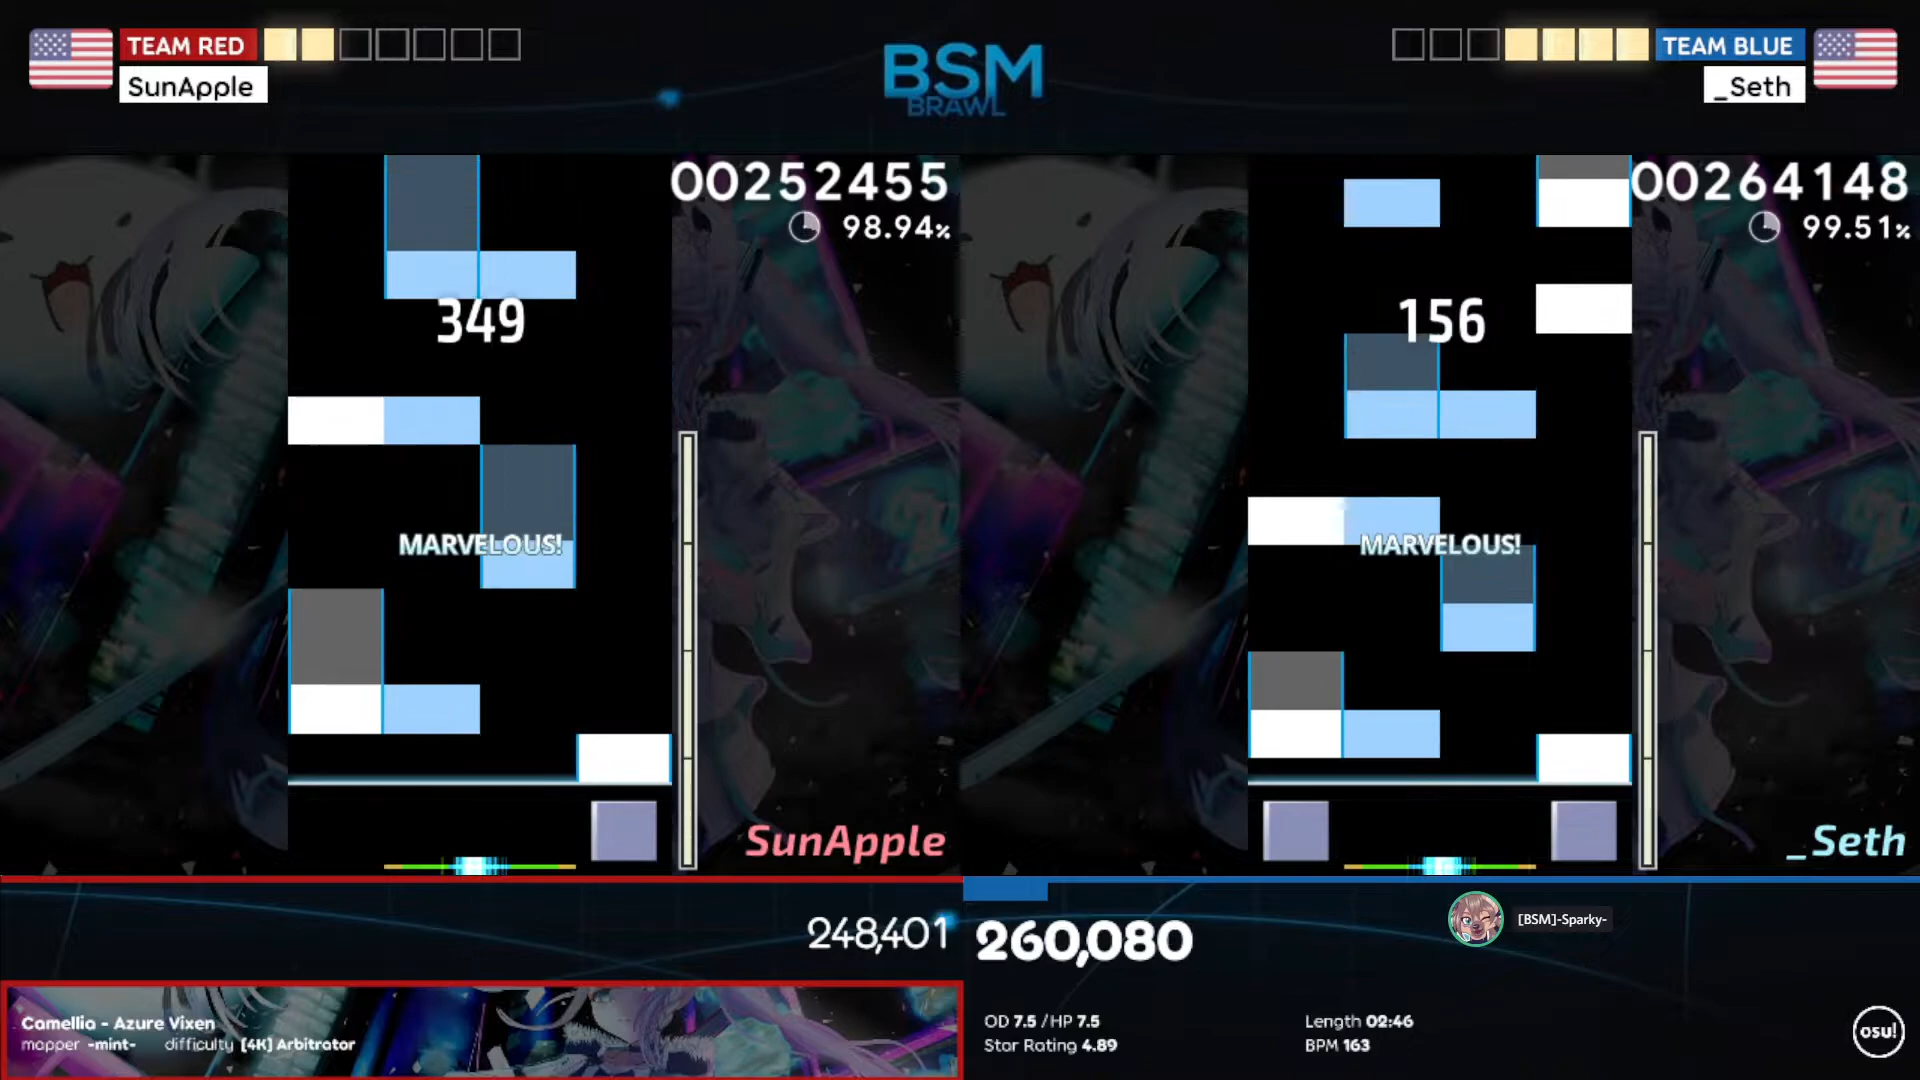 TEAM RED
SunApple
BSM
BRAWL
TEAM BLUE
_Seth
00252455
98.94%
00264148
99.51%
349
156
MARVELOUS!
MARVELOUS!
SunApple
_Seth
248,401
260,080
[BSM]-Sparky-
Camellia - Azure Vixen
mapper -mint- difficulty [4K] Arbitrator
OD 7.5 / HP 7.5
Star Rating 4.89
Length 02:46
BPM 163
osu!